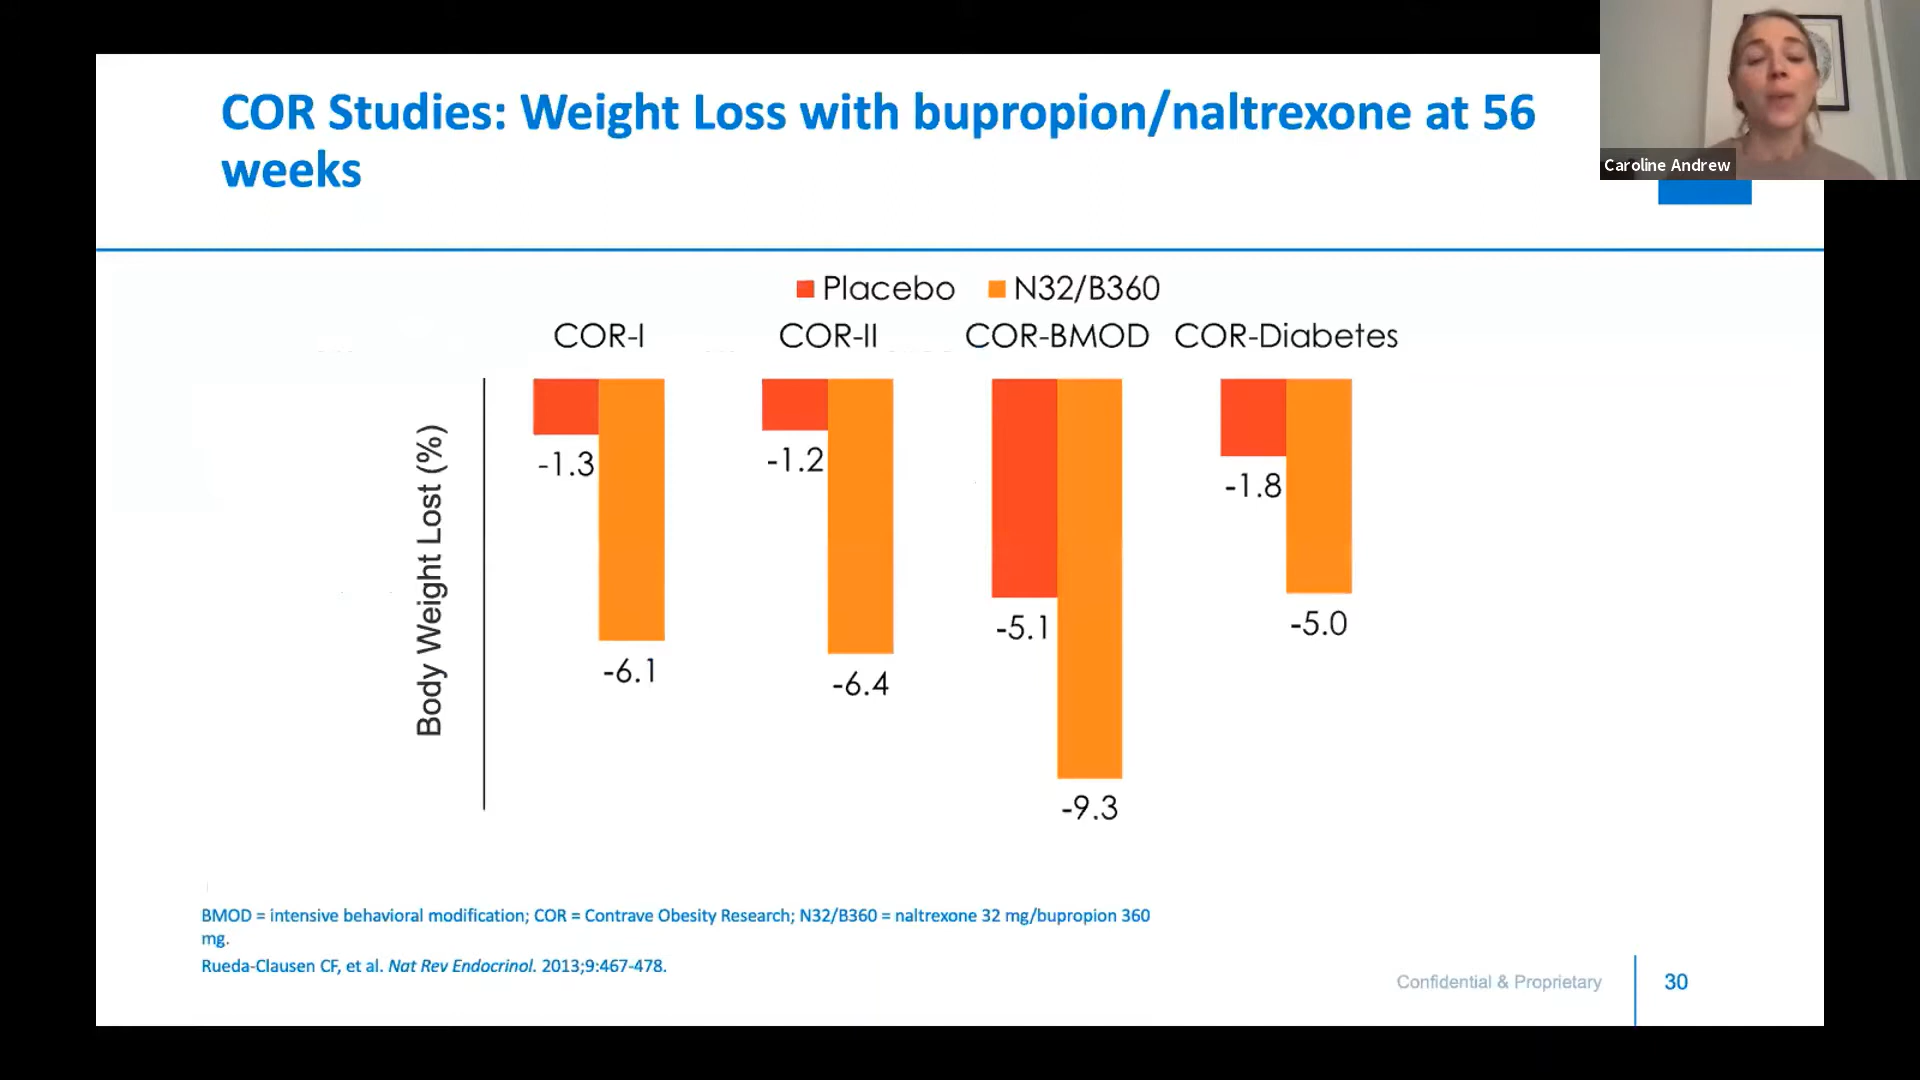 COR Studies: Weight Loss with bupropion/naltrexone at 56
weeks
Caroline Andrew
Placebo N32/B360
COR-I COR-II COR-BMOD COR-Diabetes
Body Weight Lost (%)
-1.3
-6.1
-1.2
-6.4
-5.1
-9.3
-1.8
-5.0
BMOD = intensive behavioral modification; COR = Contrave Obesity Research; N32/B360 = naltrexone 32 mg/bupropion 360
mg.
Rueda-Clausen CF, et al. Nat Rev Endocrinol. 2013;9:467-478.
Confidential & Proprietary
30